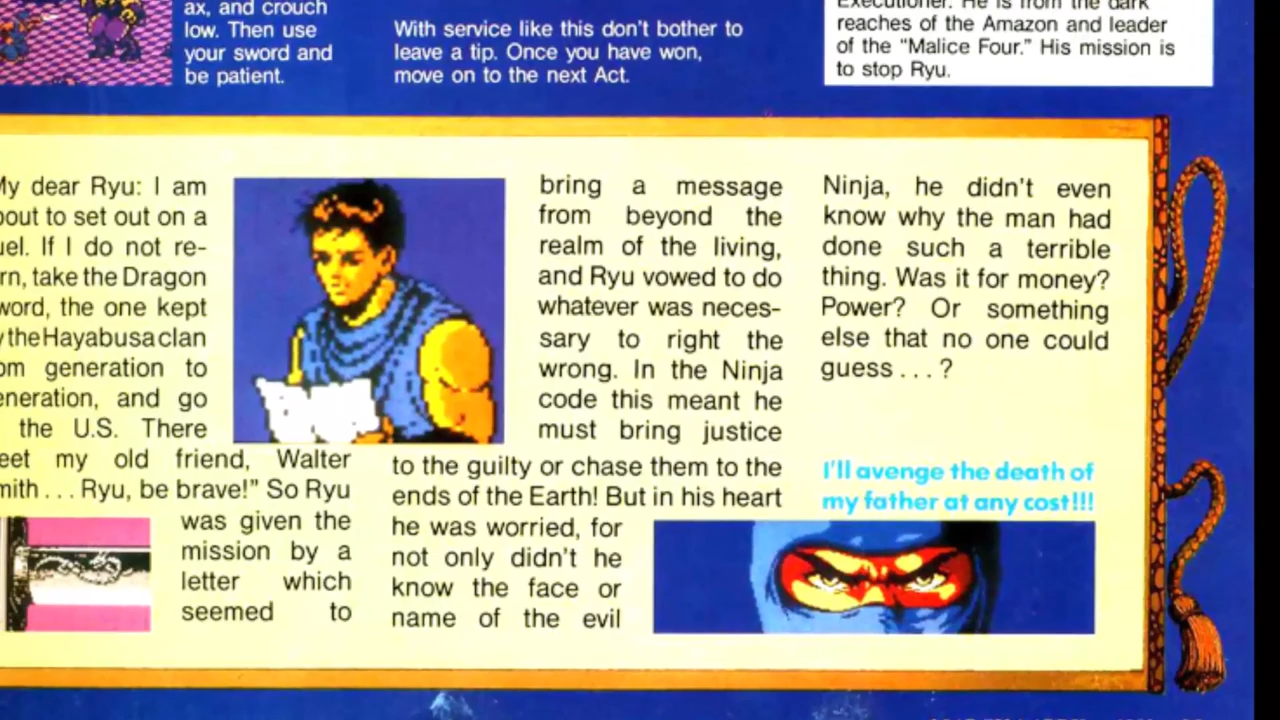 ax, and crouch
low. Then use
your sword and
be patient.
With service like this don't bother to
leave a tip. Once you have won,
move on to the next Act.
Executioner. He is from the dark
reaches of the Amazon and leader
of the “Malice Four.” His mission is
to stop Ryu.
My dear Ryu: I am
out to set out on a
uel. If I do not re-
rn, take the Dragon
word, the one kept
y the Hayabusa clan
om generation to
eneration, and go
the U.S. There
eet my old friend, Walter
mith . . . Ryu, be brave!” So Ryu
was given the
mission by a
letter which
seemed to
bring a message
from beyond the
realm of the living,
and Ryu vowed to do
whatever was neces-
sary to right the
wrong. In the Ninja
code this meant he
must bring justice
to the guilty or chase them to the
ends of the Earth! But in his heart
he was worried, for
not only didn't he
know the face or
name of the evil
Ninja, he didn't even
know why the man had
done such a terrible
thing. Was it for money?
Power? Or something
else that no one could
guess . . . ?
I'll avenge the death of
my father at any cost!!!